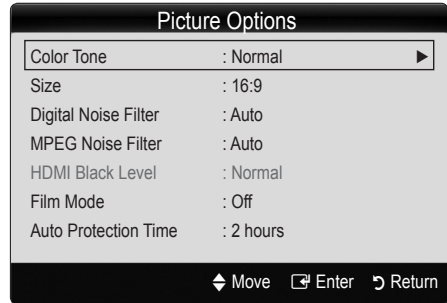 Picture Options
Color Tone : Normal ▶
Size : 16:9
Digital Noise Filter : Auto
MPEG Noise Filter : Auto
HDMI Black Level : Normal
Film Mode : Off
Auto Protection Time : 2 hours
Move Enter Return